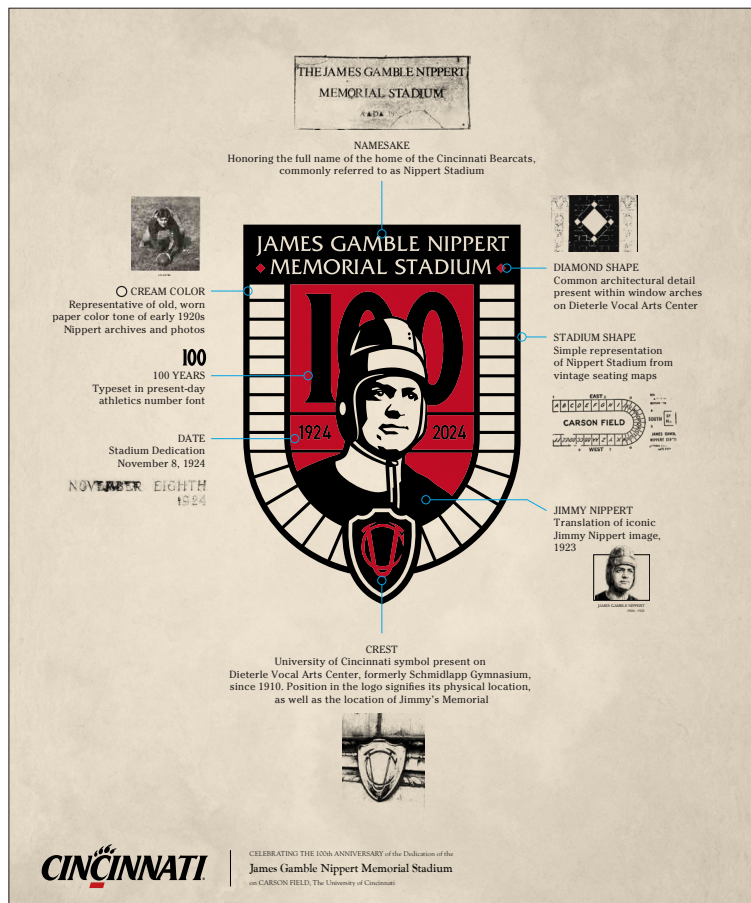 THE JAMES GAMBLE NIPPERT
MEMORIAL STADIUM
NAMESAKE
Honoring the full name of the home of the Cincinnati Bearcats,
commonly referred to as Nippert Stadium
JAMES GAMBLE NIPPERT
MEMORIAL STADIUM
100
1924
2024
CREAM COLOR
Representative of old, worn
paper color tone of early 1920s
Nippert archives and photos
100
100 YEARS
Typeset in present-day
athletics number font
DATE
Stadium Dedication
November 8, 1924
NOVEMBER EIGHTH
1924
DIAMOND SHAPE
Common architectural detail
present within window arches
on Dieterle Vocal Arts Center
STADIUM SHAPE
Simple representation
of Nippert Stadium from
vintage seating maps
EAST
A B C D E F G H I
CARSON FIELD
SOUTH
WEST
JIMMY NIPPERT
Translation of iconic
Jimmy Nippert image,
1923
JAMES GAMBLE NIPPERT
UC
CREST
University of Cincinnati symbol present on
Dieterle Vocal Arts Center, formerly Schmidlapp Gymnasium,
since 1910. Position in the logo signifies its physical location,
as well as the location of Jimmy's Memorial
CINCINNATI
CELEBRATING THE 100th ANNIVERSARY of the Dedication of the
James Gamble Nippert Memorial Stadium
on CARSON FIELD, The University of Cincinnati